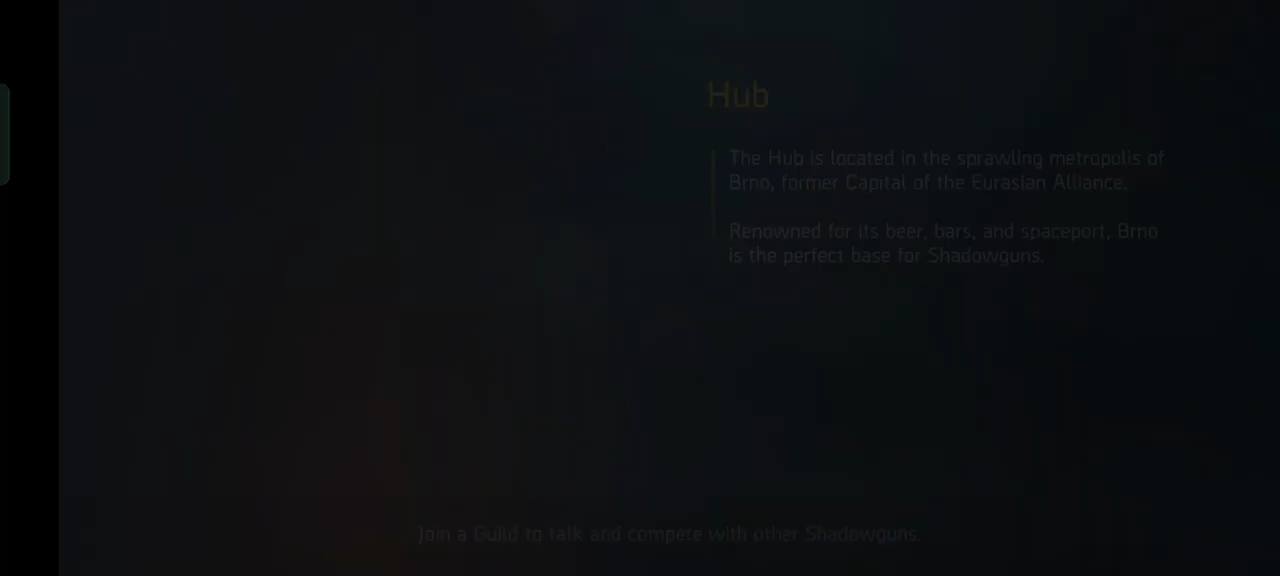 Hub
The Hub is located in the sprawling metropolis of
Brno, former Capital of the Eurasian Alliance.
Renowned for its beer, bars, and spaceport, Brno
is the perfect base for Shadowguns.
Join a Guild to talk and compete with other Shadowguns.